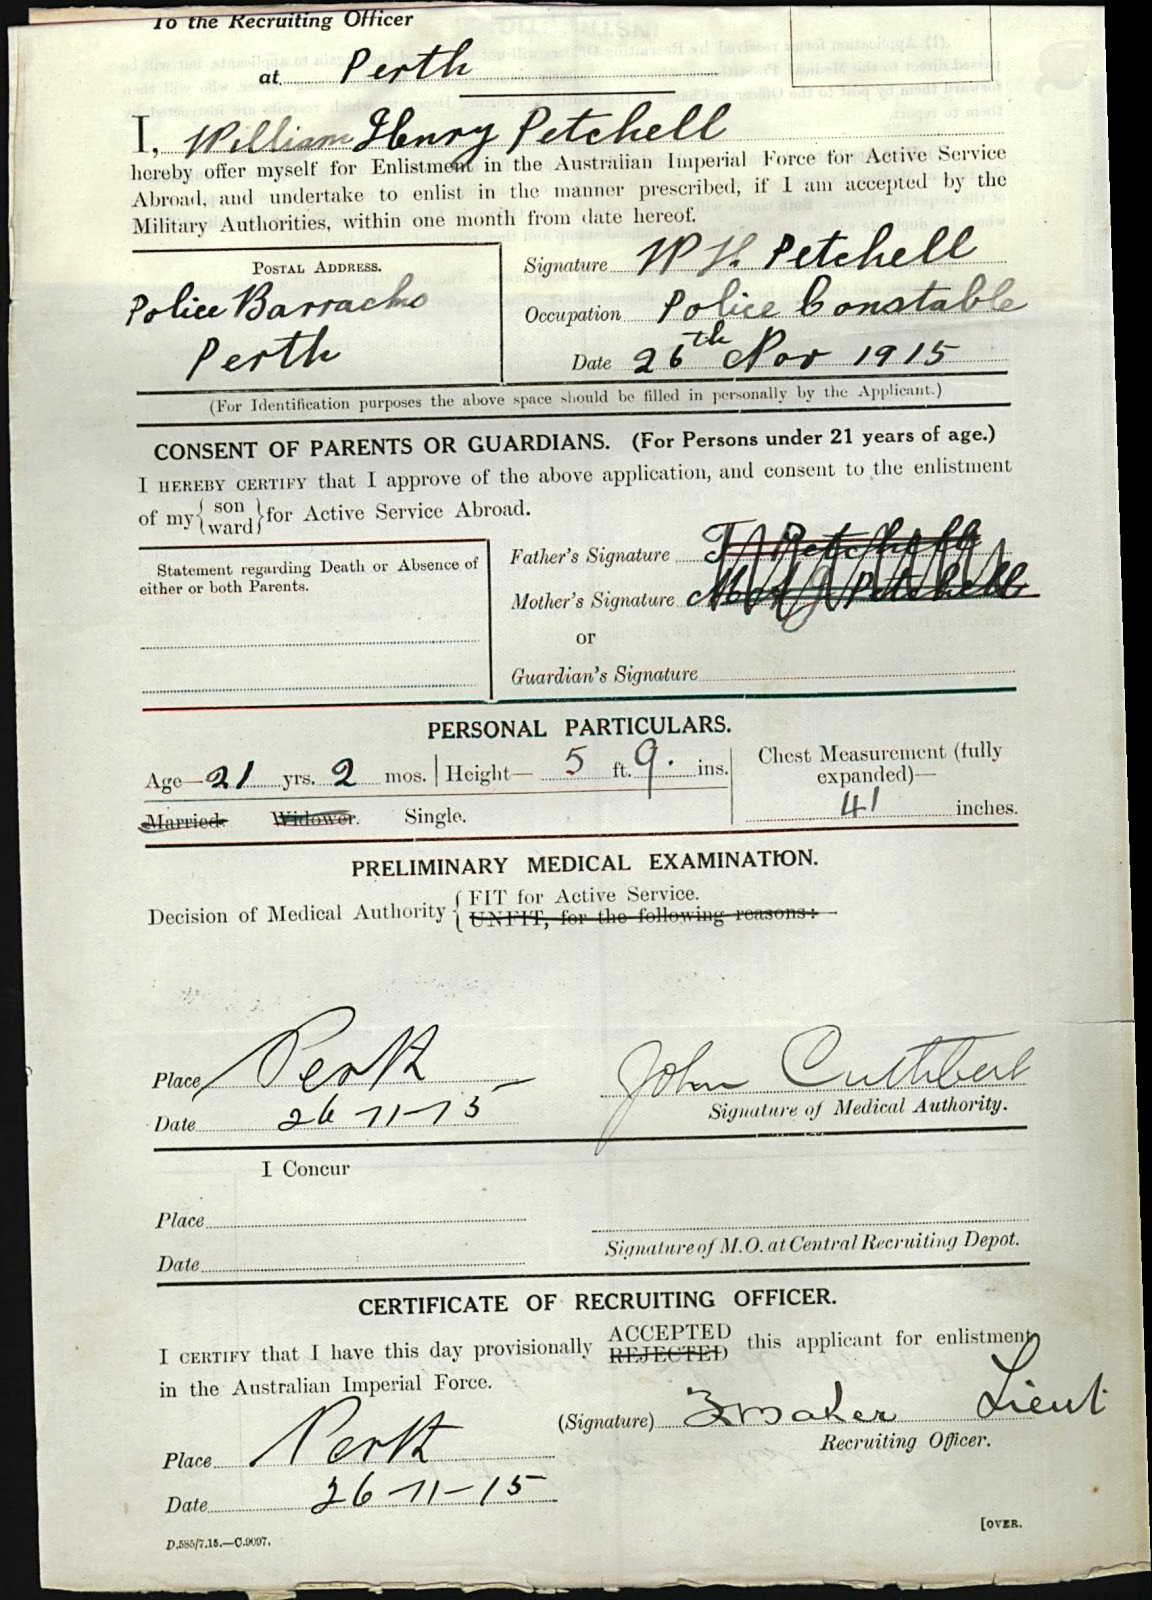 To the Recruiting Officer
at Perth
I, William Henry Petchell
hereby offer myself for Enlistment in the Australian Imperial Force for Active Service
Abroad, and undertake to enlist in the manner prescribed, if I am accepted by the
Military Authorities, within one month from date hereof.
POSTAL ADDRESS.
Police Barracks
Perth
Signature W H. Petchell
Occupation Police Constable
Date 26th Nov 1915
(For Identification purposes the above space should be filled in personally by the Applicant.)
CONSENT OF PARENTS OR GUARDIANS. (For Persons under 21 years of age.)
I HEREBY CERTIFY that I approve of the above application, and consent to the enlistment
of my { son ward } for Active Service Abroad.
Statement regarding Death or Absence of
either or both Parents.
Father's Signature T Petchell
Mother's Signature Petchell
or
Guardian's Signature
PERSONAL PARTICULARS.
Age—21 yrs. 2 mos. Height— 5 ft. 9. ins.
Chest Measurement (fully
expanded)—
41 inches.
Married. Widower. Single.
PRELIMINARY MEDICAL EXAMINATION.
Decision of Medical Authority { FIT for Active Service.
UNFIT, for the following reasons:—
Place Perth
Date 26-11-15
John Cuthbert
Signature of Medical Authority.
I Concur
Place
Date
Signature of M.O. at Central Recruiting Depot.
CERTIFICATE OF RECRUITING OFFICER.
I CERTIFY that I have this day provisionally ACCEPTED REJECTED this applicant for enlistment
in the Australian Imperial Force.
(Signature) Maker Lieut
Recruiting Officer.
Place Perth
Date 26-11-15
D.585/7.15.—C.9097.
[OVER.